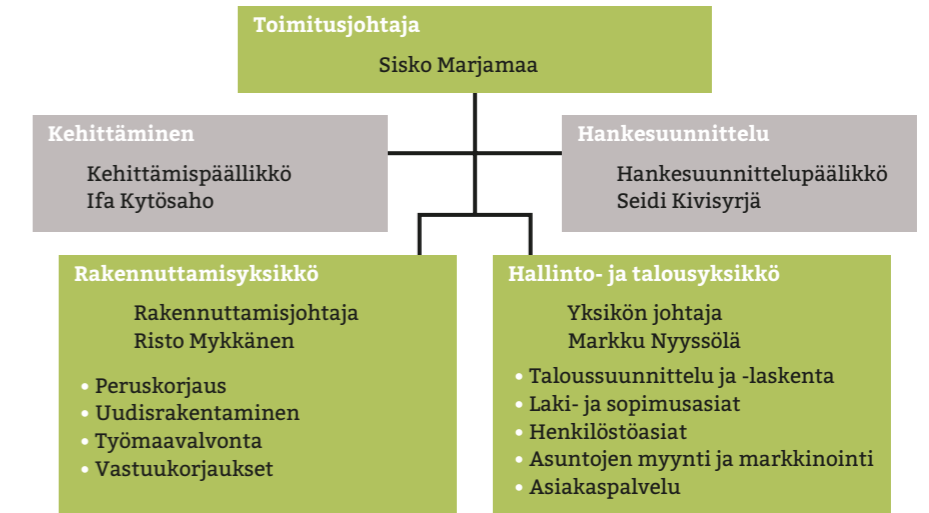 Toimitusjohtaja
Sisko Marjamaa
Kehittäminen
Kehittämispäällikkö
Ifa Kytösaho
Hankesuunnittelu
Hankesuunnittelupäälikkö
Seidi Kivisyrjä
Rakennuttamisyksikkö
Rakennuttamisjohtaja
Risto Mykkänen
• Peruskorjaus
• Uudisrakentaminen
• Työmaavalvonta
• Vastuukorjaukset
Hallinto- ja talousyksikkö
Yksikön johtaja
Markku Nyyssölä
• Taloussuunnittelu ja -laskenta
• Laki- ja sopimusasiat
• Henkilöstöasiat
• Asuntojen myynti ja markkinointi
• Asiakaspalvelu